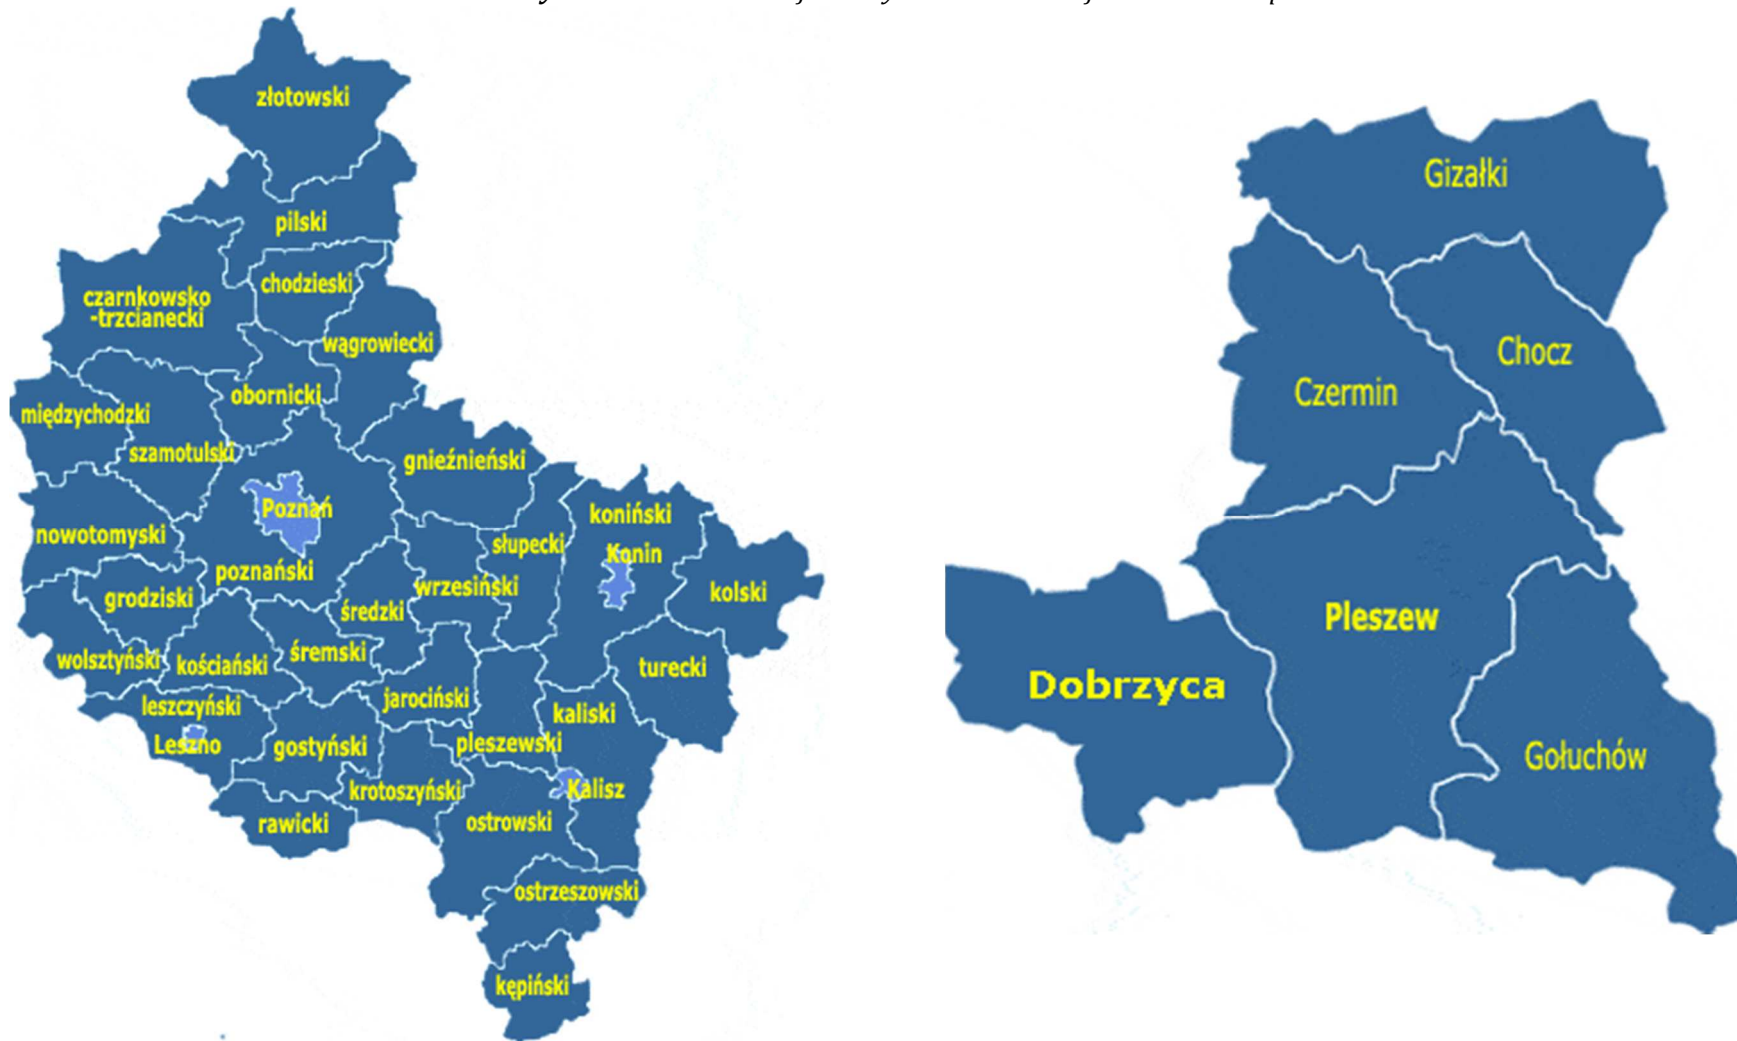 złotowski
pilski
chodzieski
czarnkowsko
-trzcianecki
wągrowiecki
obornicki
międzychodzki
szamotulski
gnieźnieński
Poznań
koniński
nowotomyski
słupecki
Konin
poznański
wrzesiński
kolski
grodziski
średzki
śremski
wolsztyński
kościański
turecki
jarociński
leszczyński
kaliski
Leszno
gostyński
pleszewski
krotoszyński
Kalisz
rawicki
ostrowski
ostrzeszowski
kępiński
Gizałki
Chocz
Czermin
Pleszew
Dobrzyca
Gołuchów